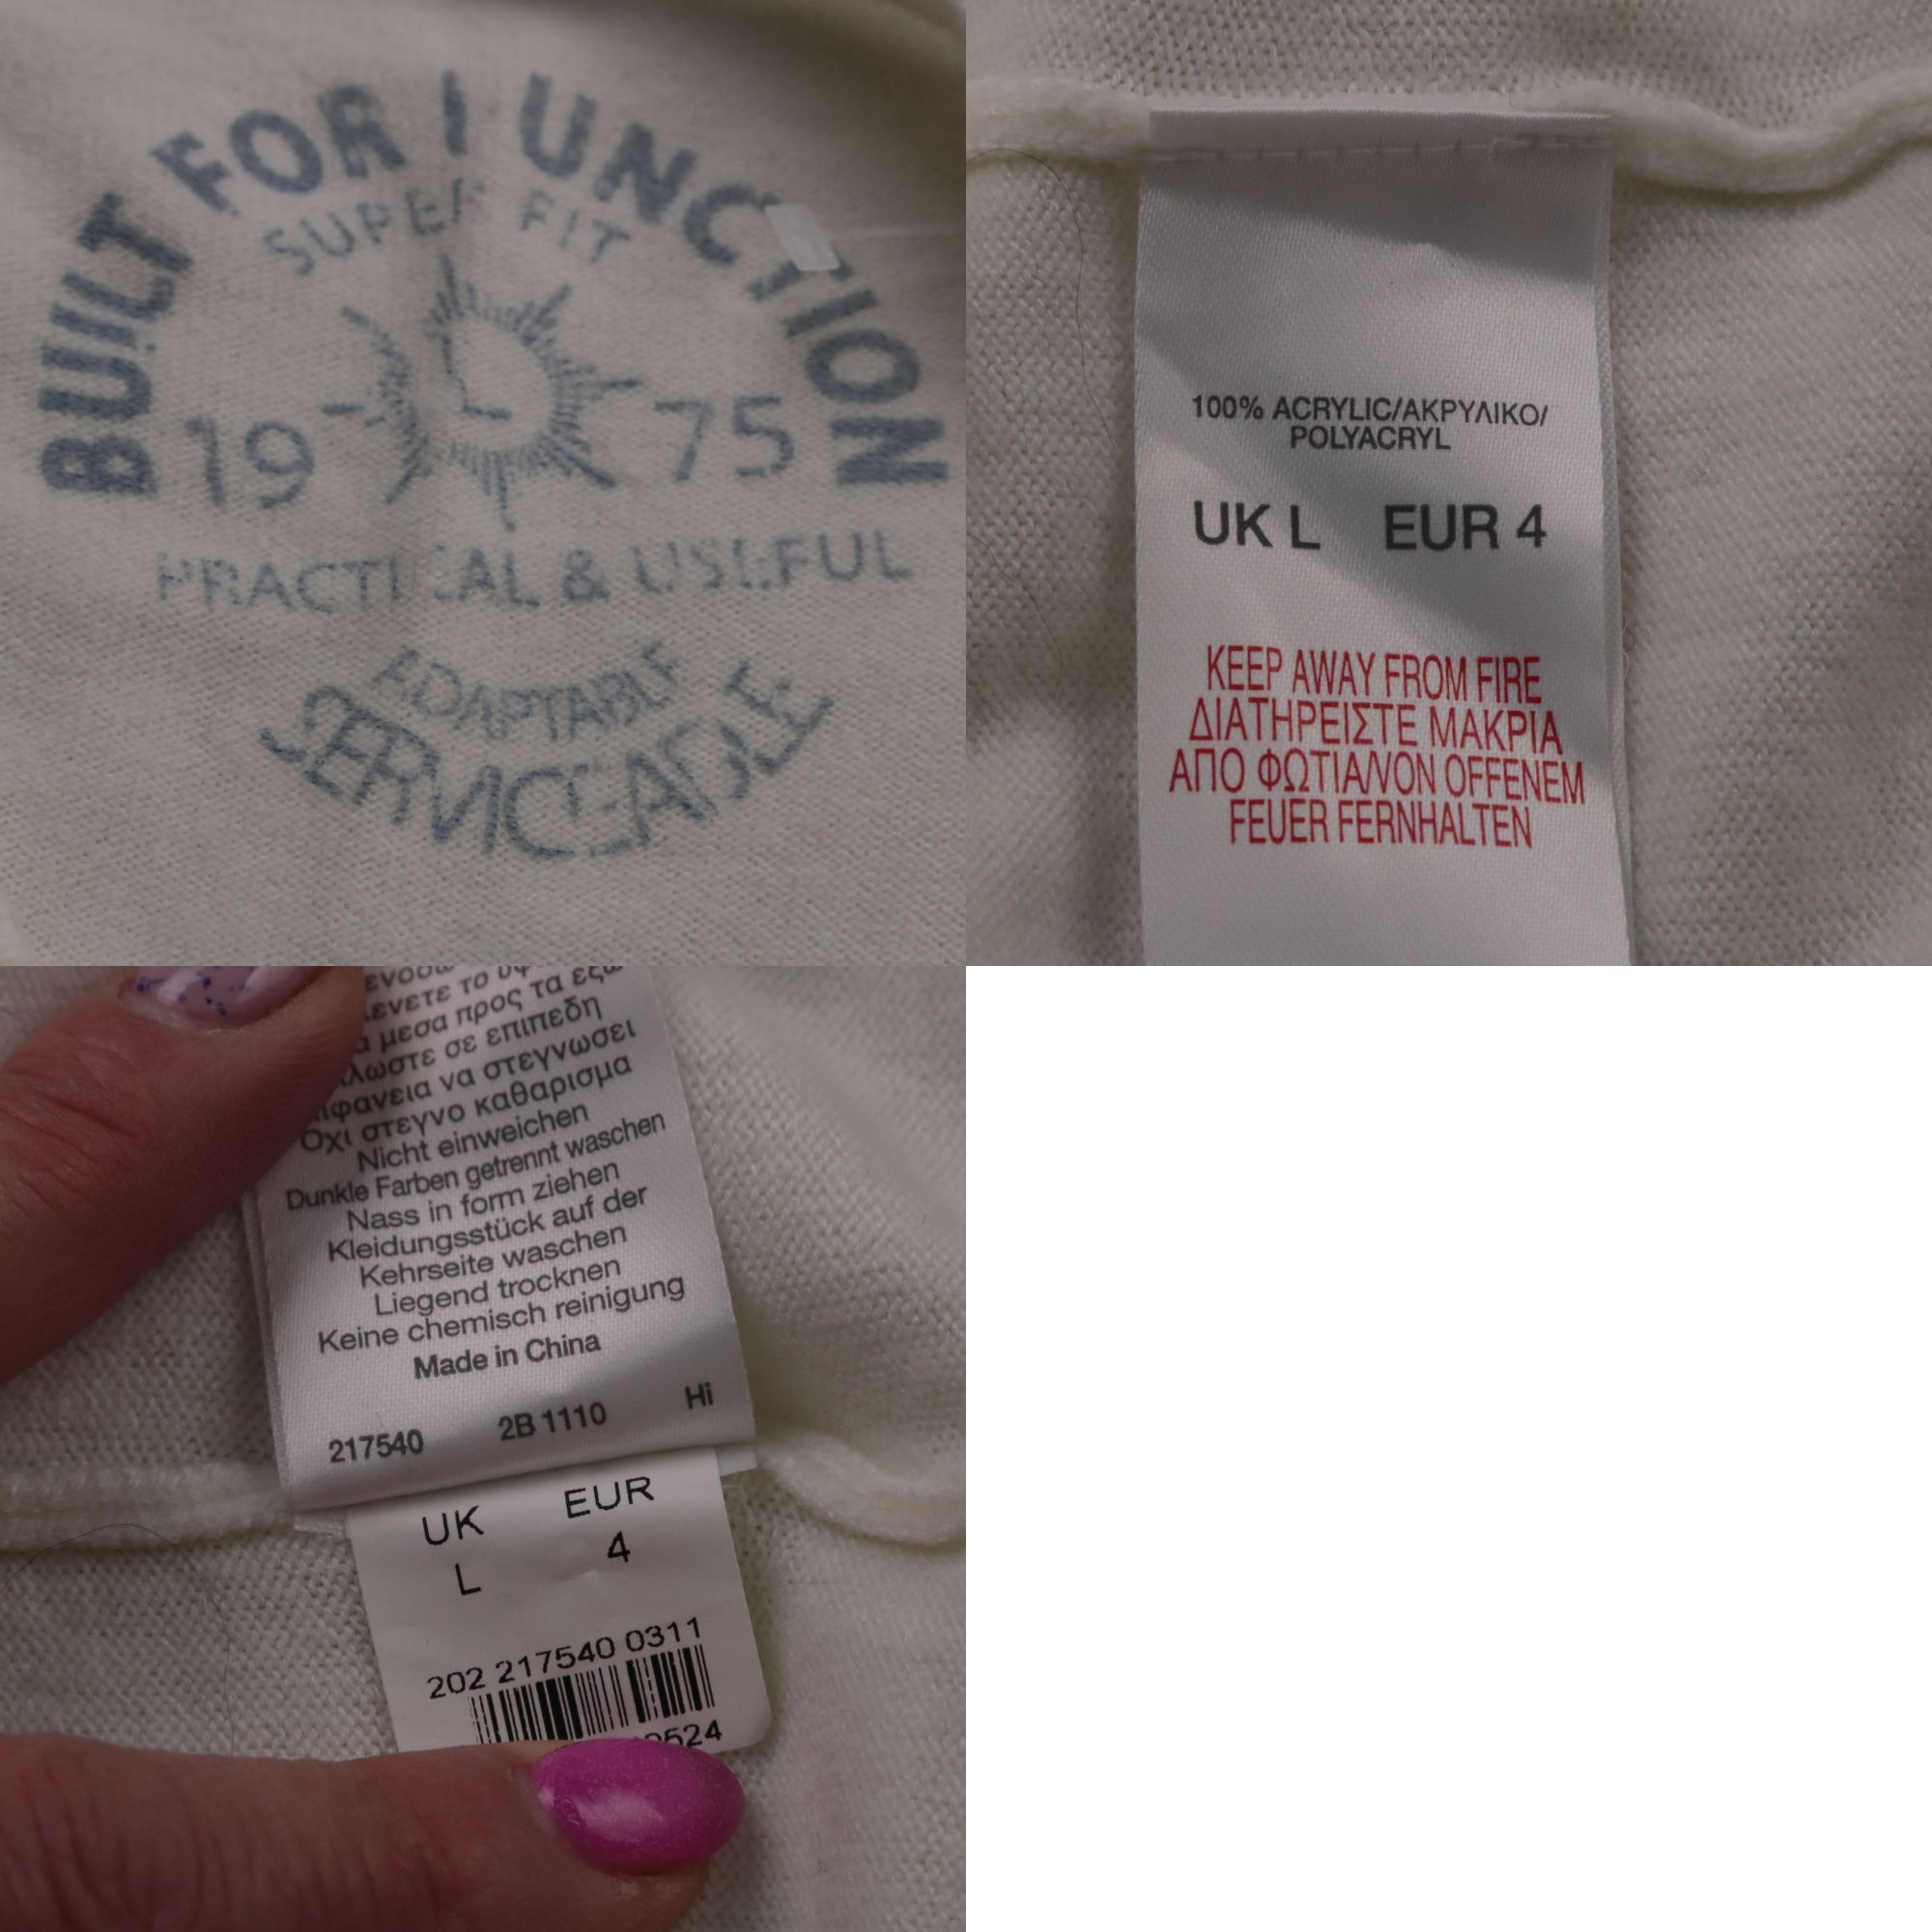 BUILT FOR FUNCTION
SUPER FIT
19 75
PRACTICAL & USEFUL
ADAPTABLE
SERVICEABLE
100% ACRYLIC/ΑΚΡΥΛΙΚΟ/
POLYACRYL
UK L EUR 4
KEEP AWAY FROM FIRE
ΔΙΑΤΗΡΕΙΣΤΕ ΜΑΚΡΙΑ
ΑΠΟ ΦΩΤΙΑ/VON OFFENEM
FEUER FERNHALTEN
το
μεσα προς τα εξω
σε επιπεδη
να στεγνωσει
Οχι στεγνο καθαρισμα
Nicht einweichen
Dunkle Farben getrennt waschen
Nass in form ziehen
Kleidungsstück auf der
Kehrseite waschen
Liegend trocknen
Keine chemisch reinigung
Made in China
217540 2B 1110 Hi
UK EUR
L 4
202 217540 0311